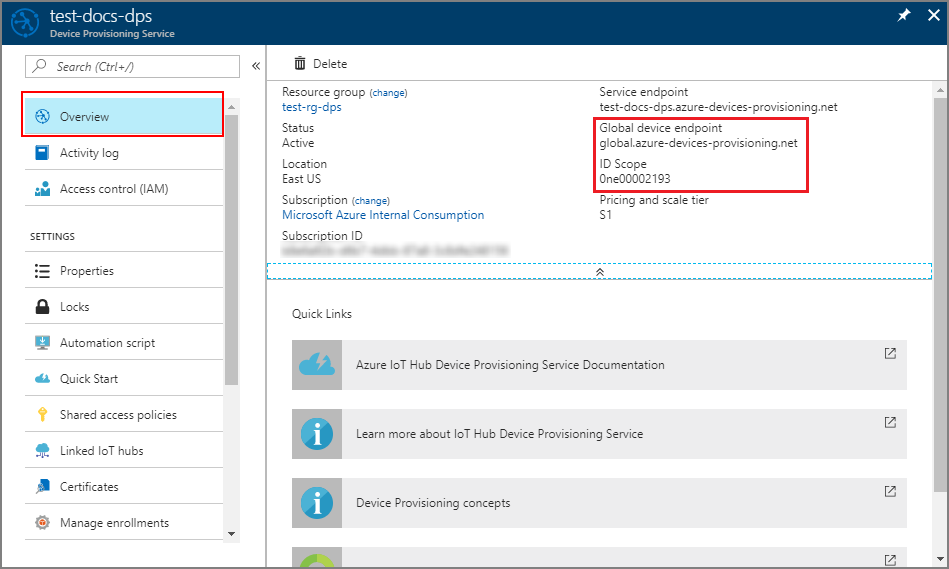 test-docs-dps
Device Provisioning Service
Search (Ctrl+/)
Overview
Activity log
Access control (IAM)
SETTINGS
Properties
Locks
Automation script
Quick Start
Shared access policies
Linked IoT hubs
Certificates
Manage enrollments
Delete
Resource group (change)
test-rg-dps
Status
Active
Location
East US
Subscription (change)
Microsoft Azure Internal Consumption
Subscription ID
Service endpoint
test-docs-dps.azure-devices-provisioning.net
Global device endpoint
global.azure-devices-provisioning.net
ID Scope
0ne00002193
Pricing and scale tier
S1
Quick Links
Azure IoT Hub Device Provisioning Service Documentation
Learn more about IoT Hub Device Provisioning Service
Device Provisioning concepts